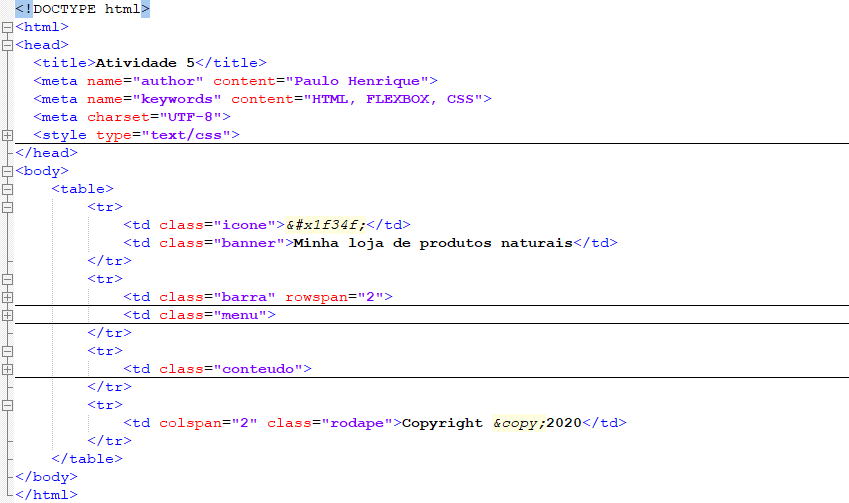 <!DOCTYPE html>
<html>
<head>
<title>Atividade 5</title>
<meta name="author" content="Paulo Henrique">
<meta name="keywords" content="HTML, FLEXBOX, CSS">
<meta charset="UTF-8">
<style type="text/css">
</head>
<body>
<table>
<tr>
<td class="icone">&#x1f34f;</td>
<td class="banner">Minha loja de produtos naturais</td>
</tr>
<tr>
<td class="barra" rowspan="2">
<td class="menu">
</tr>
<tr>
<td class="conteudo">
</tr>
<tr>
<td colspan="2" class="rodape">Copyright &copy;2020</td>
</tr>
</table>
</body>
</html>